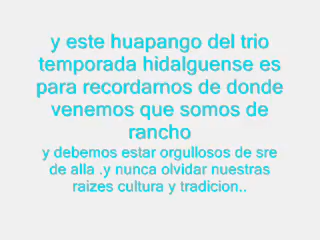 y este huapango del trio
temporada hidalguense es
para recordarnos de donde
venemos que somos de
rancho
y debemos estar orgullosos de sre
de alla .y nunca olvidar nuestras
raizes cultura y tradicion..